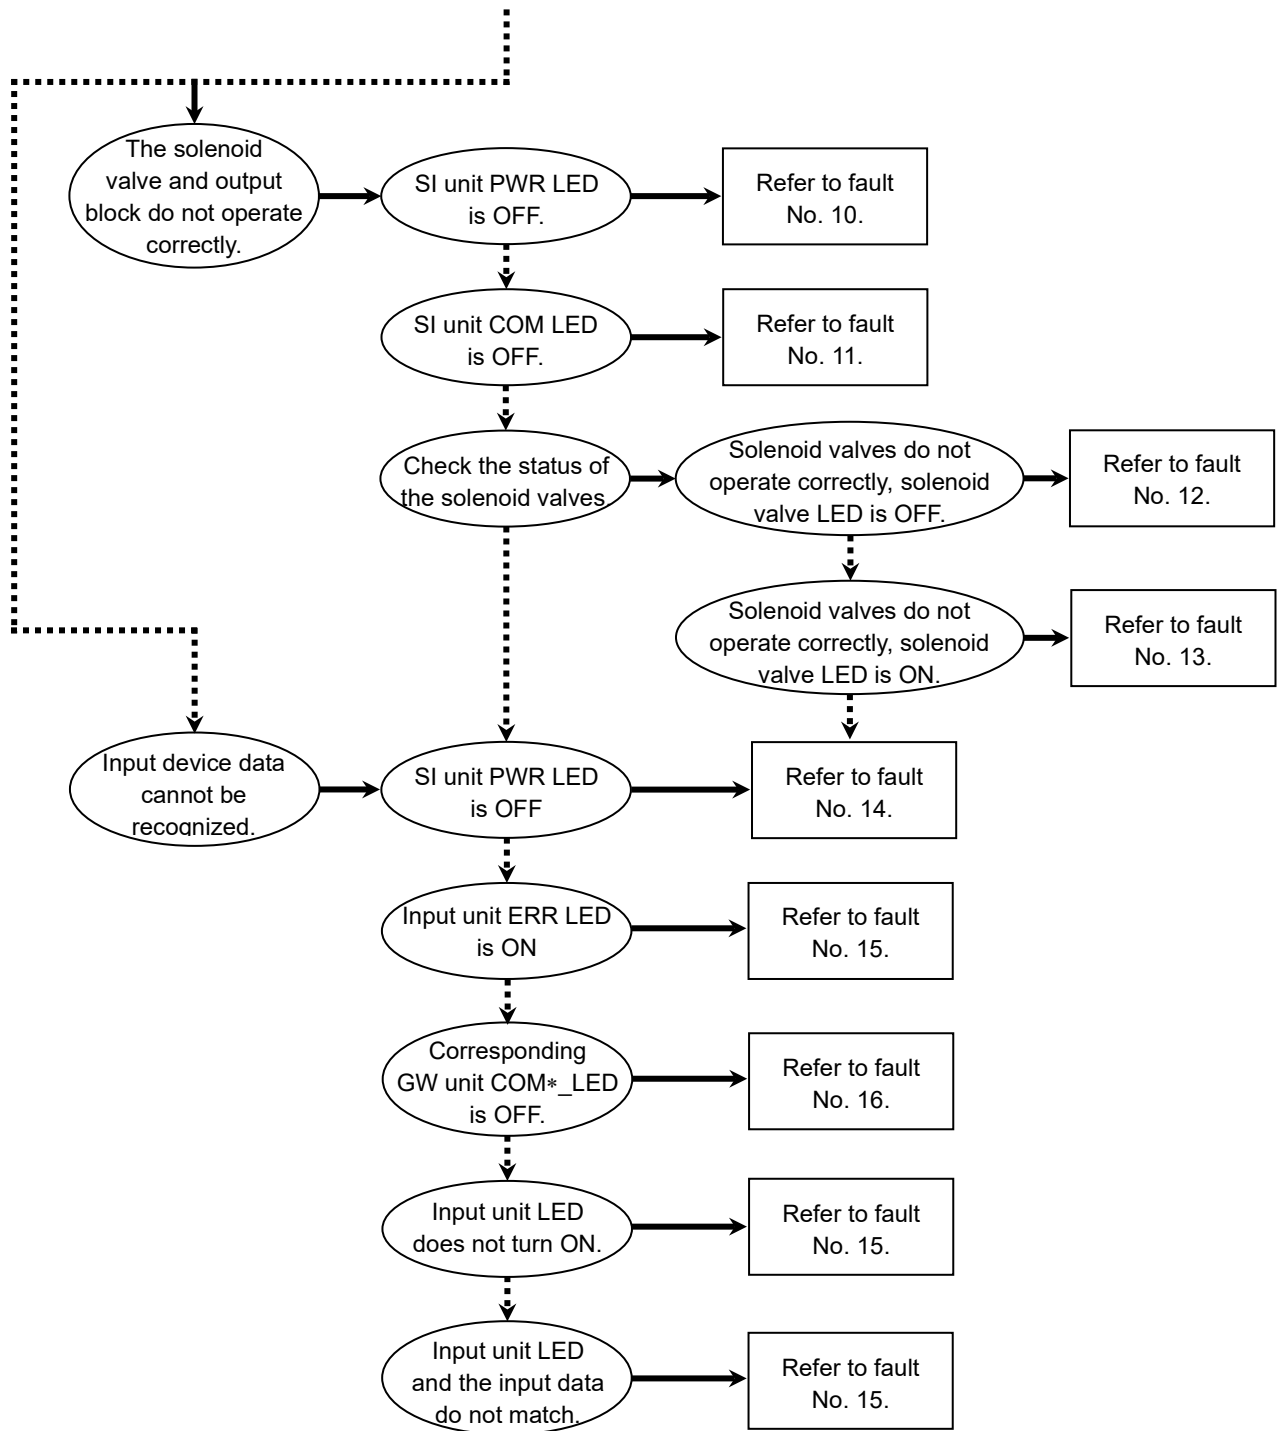 The solenoid
valve and output
block do not operate
correctly.
SI unit PWR LED
is OFF.
Refer to fault
No. 10.
SI unit COM LED
is OFF.
Refer to fault
No. 11.
Check the status of
the solenoid valves.
Solenoid valves do not
operate correctly, solenoid
valve LED is OFF.
Refer to fault
No. 12.
Solenoid valves do not
operate correctly, solenoid
valve LED is ON.
Refer to fault
No. 13.
Input device data
cannot be
recognized.
SI unit PWR LED
is OFF
Refer to fault
No. 14.
Input unit ERR LED
is ON
Refer to fault
No. 15.
Corresponding
GW unit COM*_LED
is OFF.
Refer to fault
No. 16.
Input unit LED
does not turn ON.
Refer to fault
No. 15.
Input unit LED
and the input data
do not match.
Refer to fault
No. 15.